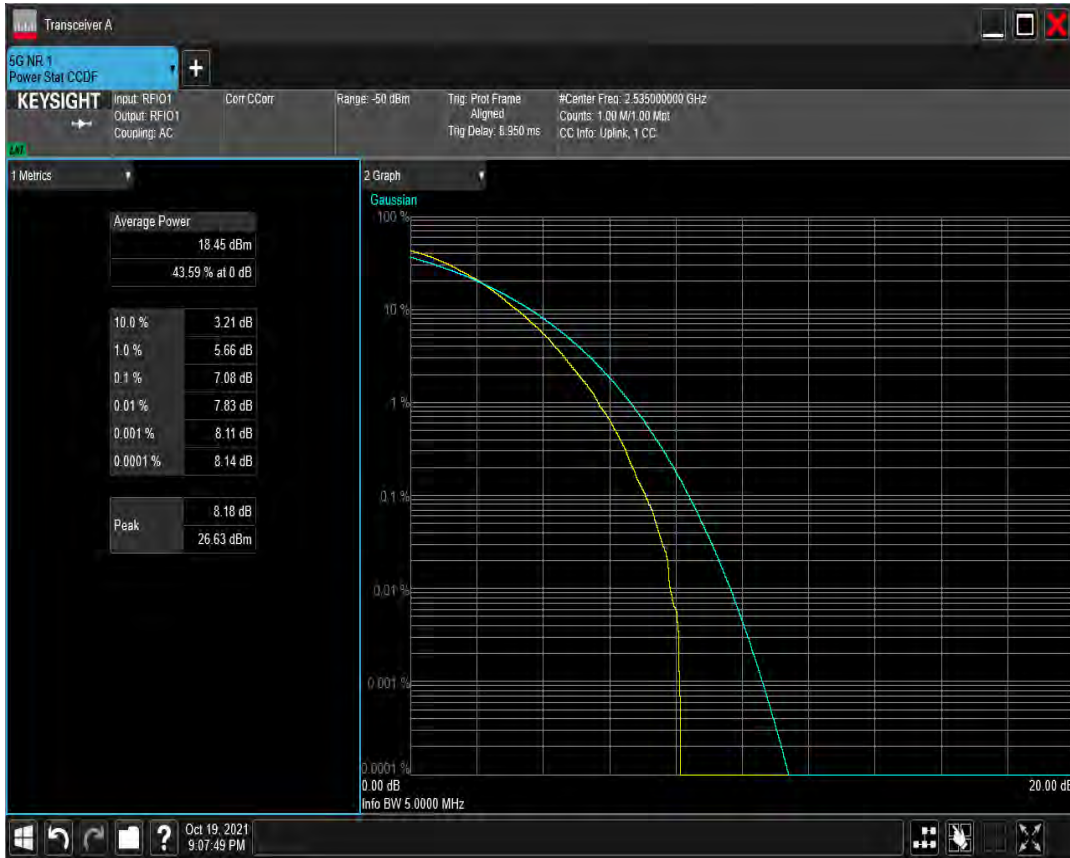 Transceiver A
5G NR 1
Power Stat CCDF
+
KEYSIGHT
Input: RFIO1
Output: RFIO1
Coupling: AC
Corr CCorr
Range: -50 dBm
Trig: Prot Frame
Aligned
Trig Delay: 8.950 ms
#Center Freq: 2.535000000 GHz
Counts: 1.00 M/1.00 Mpt
CC Info: Uplink, 1 CC
1 Metrics
Average Power
18.45 dBm
43.59 % at 0 dB
10.0 % 3.21 dB
1.0 % 5.66 dB
0.1 % 7.08 dB
0.01 % 7.83 dB
0.001 % 8.11 dB
0.0001 % 8.14 dB
Peak
8.18 dB
26.63 dBm
2 Graph
Gaussian
100 %
10 %
1 %
0.1 %
0.01 %
0.001 %
0.0001 %
0.00 dB
20.00 dB
Info BW 5.0000 MHz
?
Oct 19, 2021
9:07:49 PM